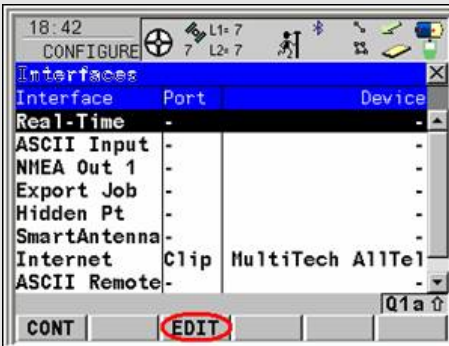 18:42
CONFIGURE
7
L1= 7
L2= 7
Interfaces
Interface Port Device
Real-Time - -
ASCII Input - -
NMEA Out 1 - -
Export Job - -
Hidden Pt - -
SmartAntenna- -
Internet Clip MultiTech AllTel
ASCII Remote- -
Q1a
CONT EDIT